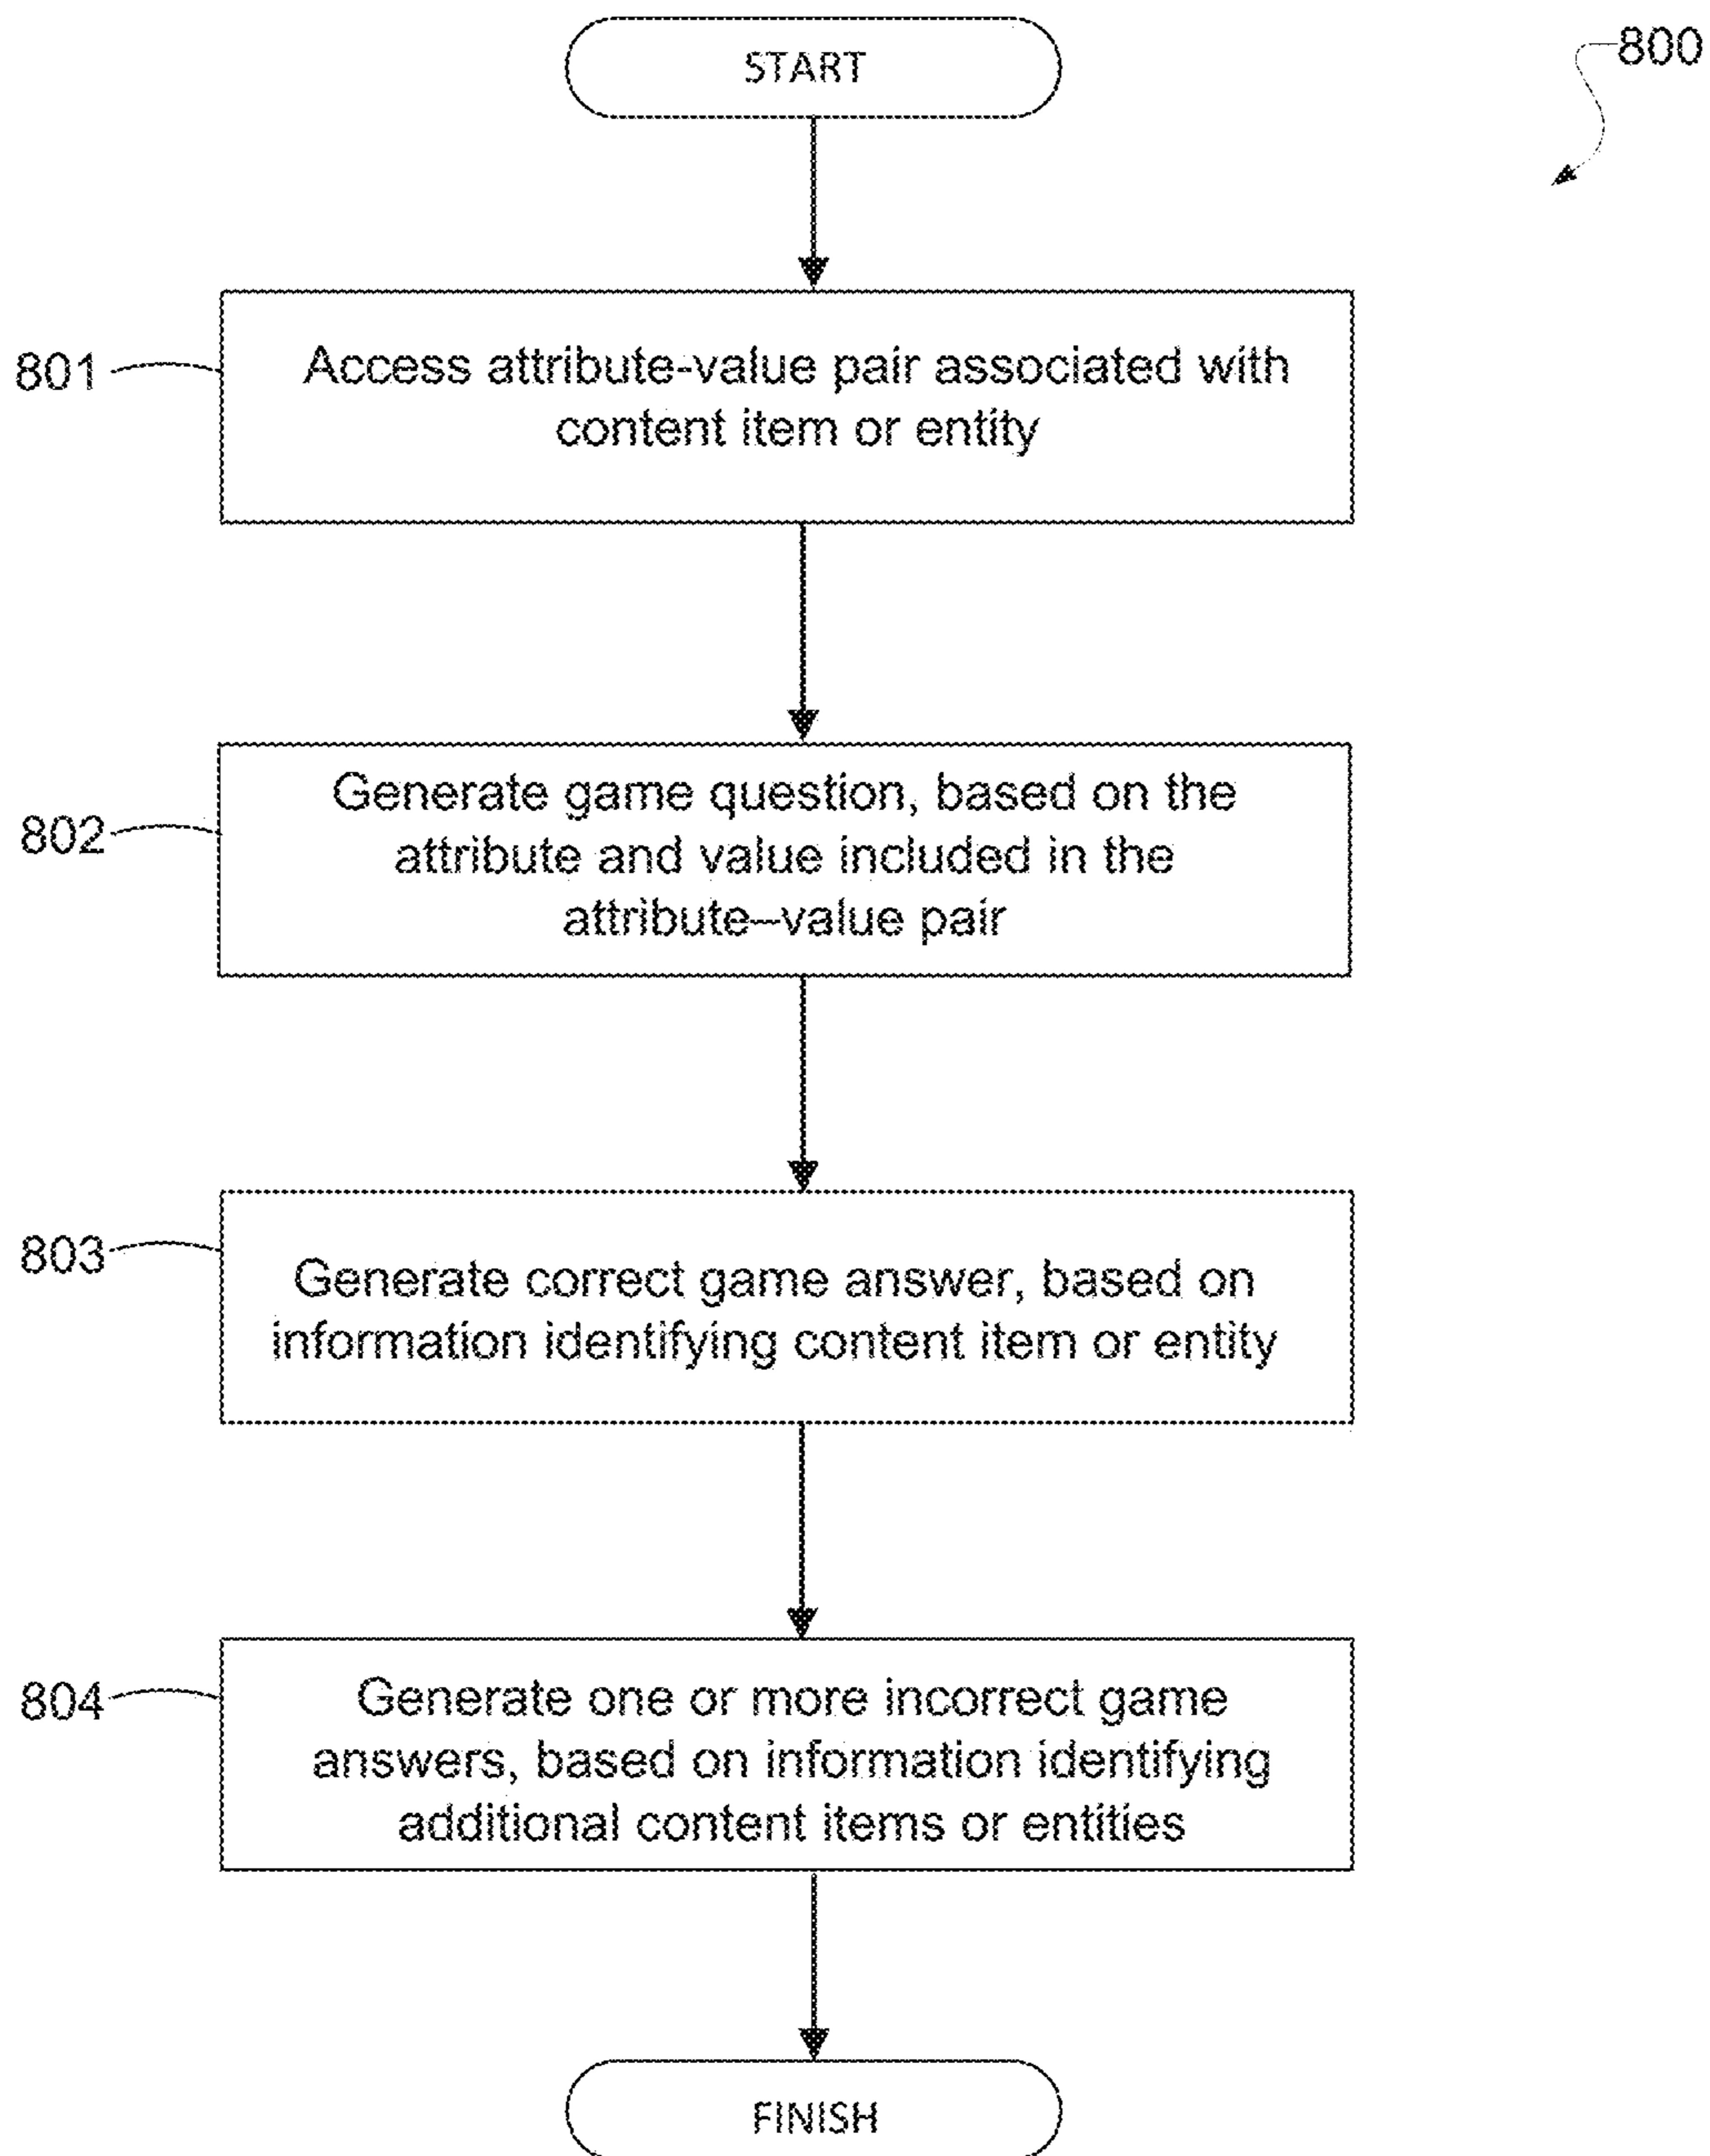 START
800
801
Access attribute-value pair associated with
content item or entity
802
Generate game question, based on the
attribute and value included in the
attribute–value pair
803
Generate correct game answer, based on
information identifying content item or entity
804
Generate one or more incorrect game
answers, based on information identifying
additional content items or entities
FINISH